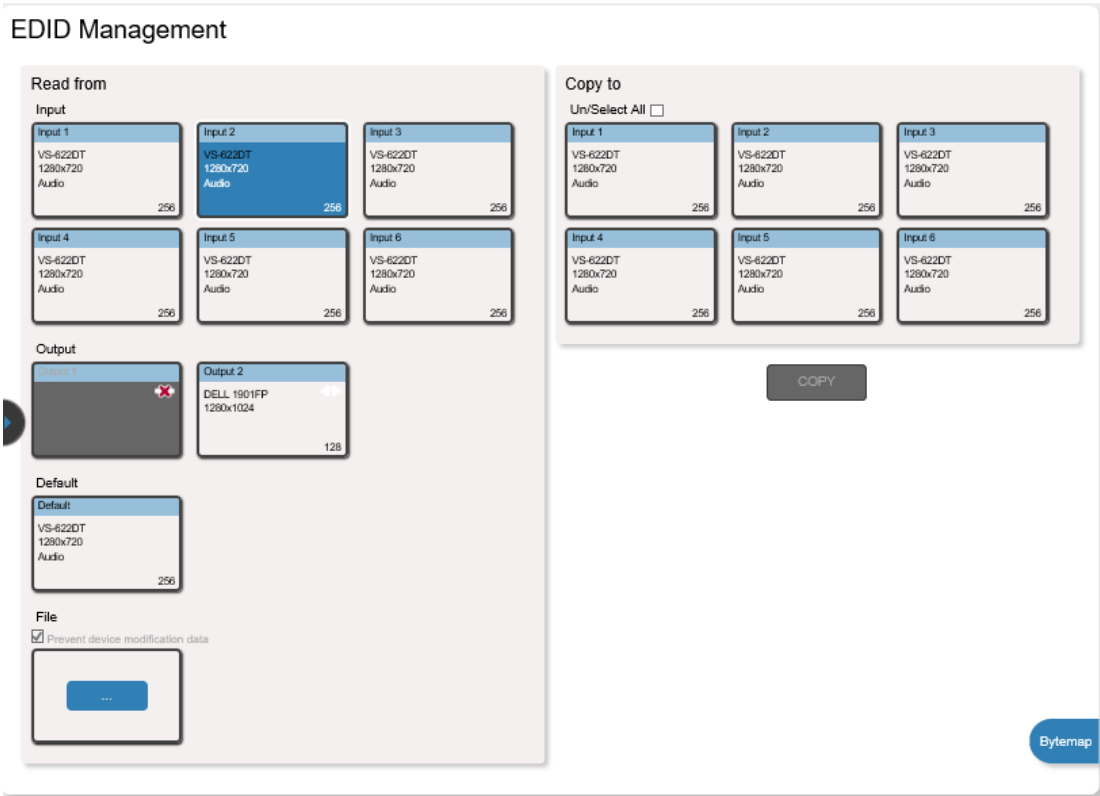 EDID Management
Read from
Input
Input 1
VS-622DT
1280x720
Audio
256
Input 2
VS-622DT
1280x720
Audio
256
Input 3
VS-622DT
1280x720
Audio
256
Input 4
VS-622DT
1280x720
Audio
256
Input 5
VS-622DT
1280x720
Audio
256
Input 6
VS-622DT
1280x720
Audio
256
Output
Output 1
Output 2
DELL 1901FP
1280x1024
128
Default
Default
VS-622DT
1280x720
Audio
256
File
Prevent device modification data
...
Copy to
Un/Select All
Input 1
VS-622DT
1280x720
Audio
256
Input 2
VS-622DT
1280x720
Audio
256
Input 3
VS-622DT
1280x720
Audio
256
Input 4
VS-622DT
1280x720
Audio
256
Input 5
VS-622DT
1280x720
Audio
256
Input 6
VS-622DT
1280x720
Audio
256
COPY
Bytemap